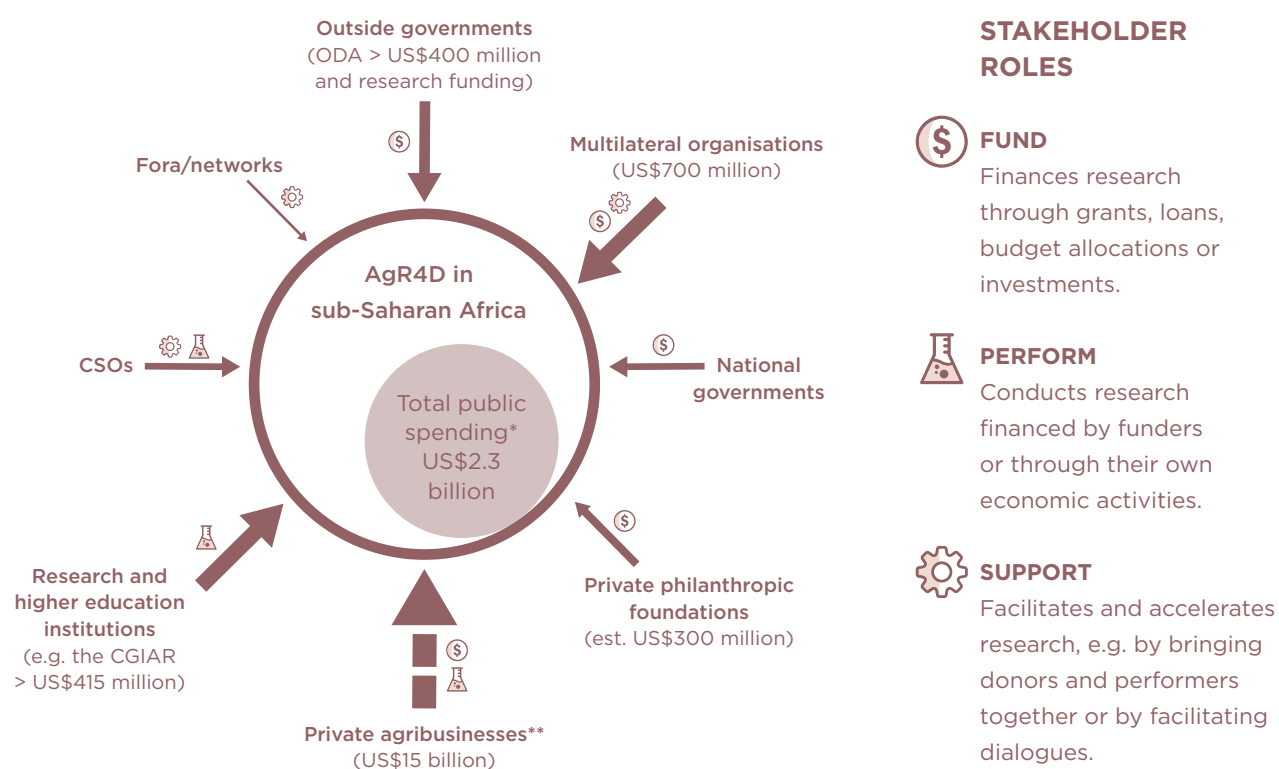 Outside governments
(ODA > US$400 million
and research funding)
Multilateral organisations
(US$700 million)
Fora/networks
AgR4D in
sub-Saharan Africa
CSOs
National
governments
Total public
spending*
US$2.3
billion
Research and
higher education
institutions
(e.g. the CGIAR
> US$415 million)
Private philanthropic
foundations
(est. US$300 million)
Private agribusinesses**
(US$15 billion)
STAKEHOLDER
ROLES
FUND
Finances research
through grants, loans,
budget allocations or
investments.
PERFORM
Conducts research
financed by funders
or through their own
economic activities.
SUPPORT
Facilitates and accelerates
research, e.g. by bringing
donors and performers
together or by facilitating
dialogues.